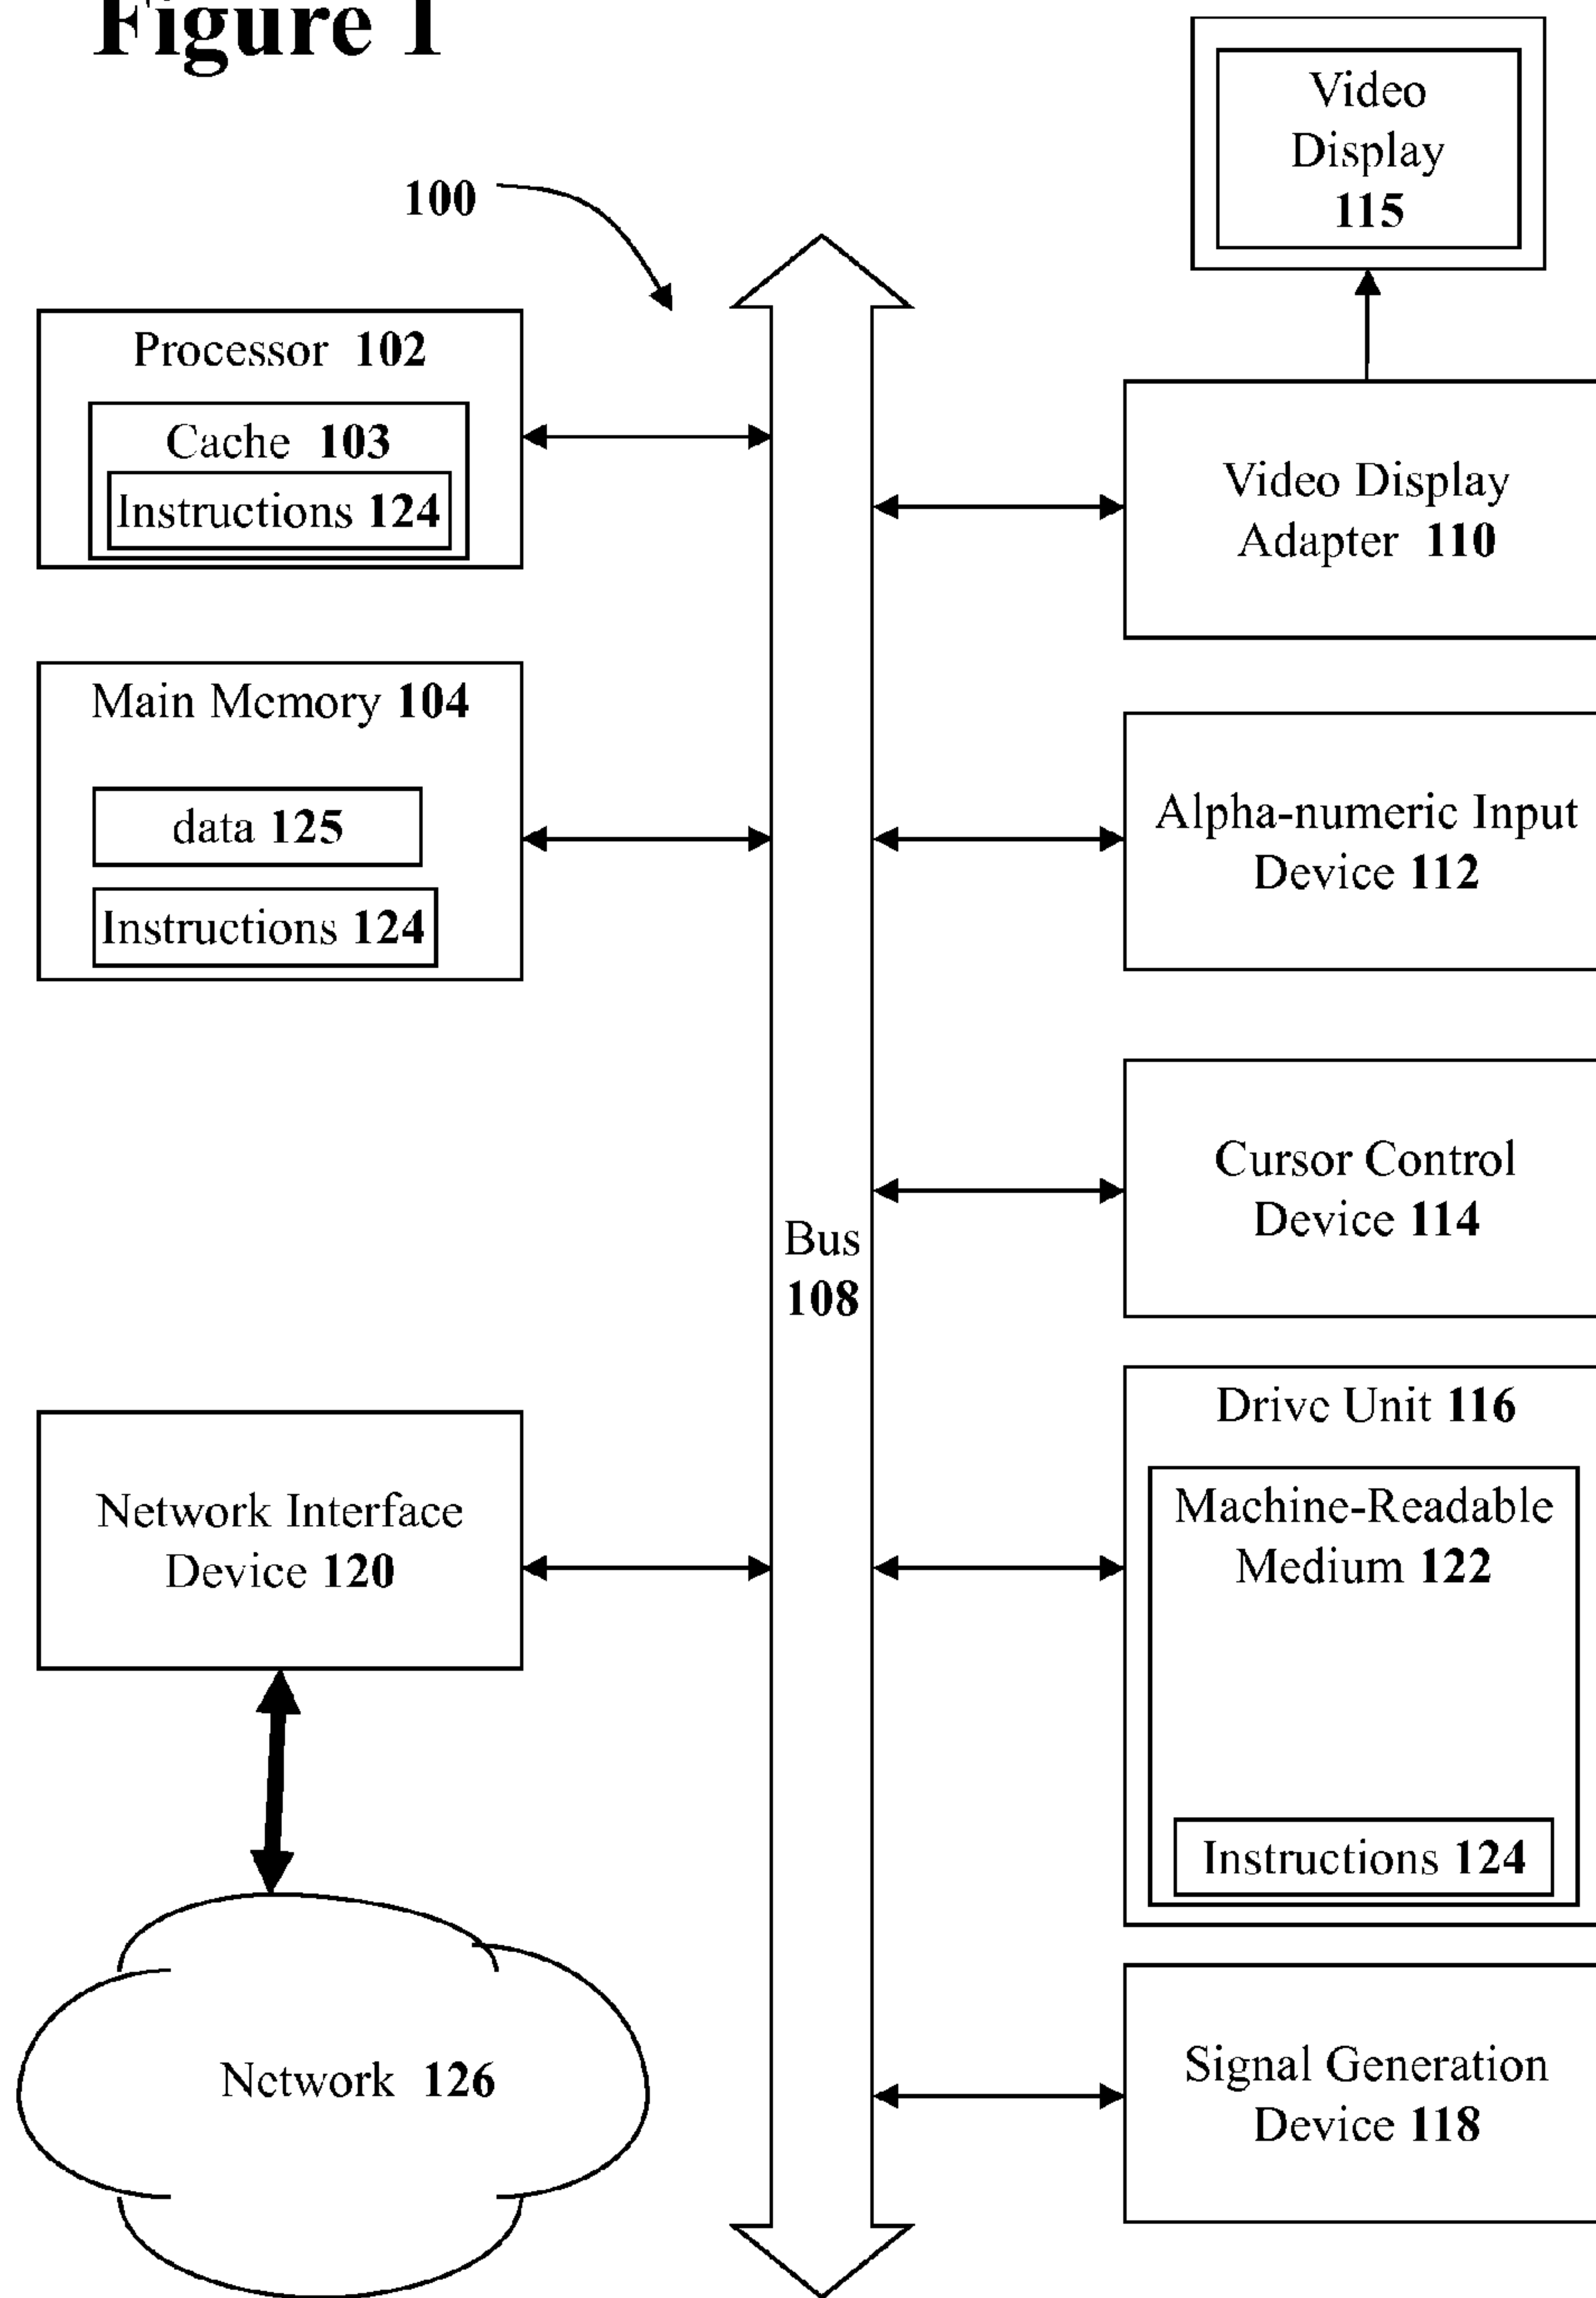 Figure 1
Video
Display
115
100
Processor 102
Cache 103
Instructions 124
Video Display
Adapter 110
Main Memory 104
data 125
Instructions 124
Alpha-numeric Input
Device 112
Cursor Control
Device 114
Bus
108
Drive Unit 116
Machine-Readable
Medium 122
Instructions 124
Network Interface
Device 120
Network 126
Signal Generation
Device 118